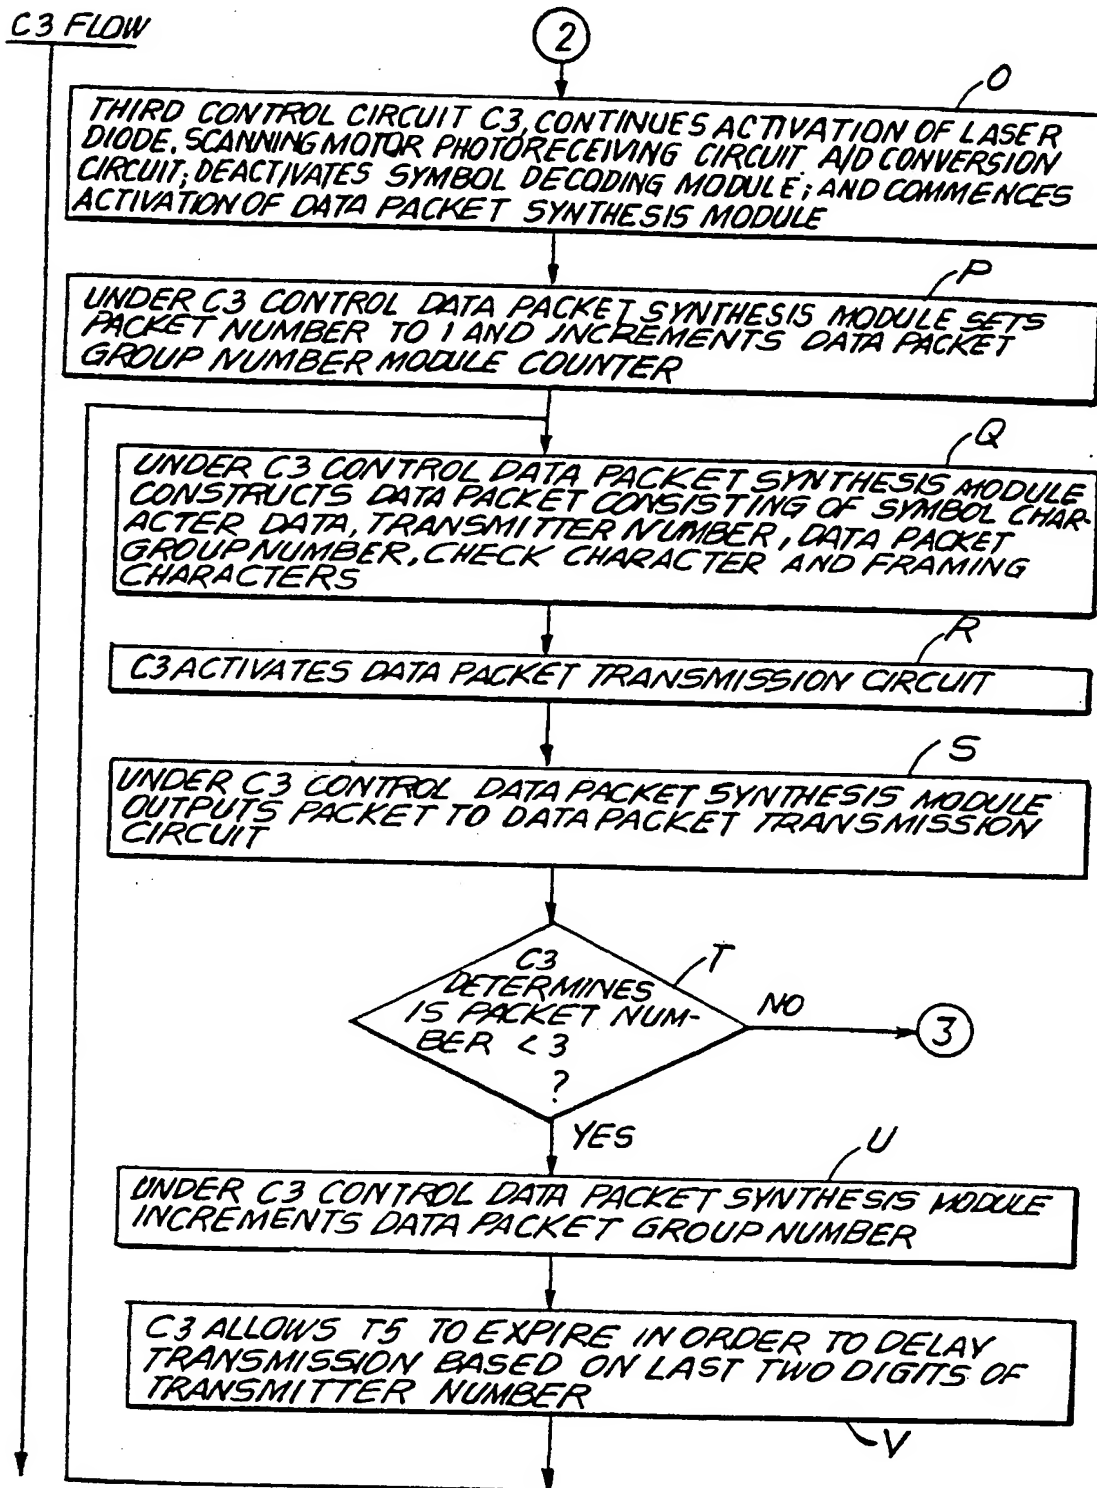 C3 FLOW
2
O
THIRD CONTROL CIRCUIT C3, CONTINUES ACTIVATION OF LASER
DIODE, SCANNING MOTOR PHOTORECEIVING CIRCUIT A/D CONVERSION
CIRCUIT; DEACTIVATES SYMBOL DECODING MODULE; AND COMMENCES
ACTIVATION OF DATA PACKET SYNTHESIS MODULE
P
UNDER C3 CONTROL DATA PACKET SYNTHESIS MODULE SETS
PACKET NUMBER TO 1 AND INCREMENTS DATA PACKET
GROUP NUMBER MODULE COUNTER
Q
UNDER C3 CONTROL DATA PACKET SYNTHESIS MODULE
CONSTRUCTS DATA PACKET CONSISTING OF SYMBOL CHAR-
ACTER DATA, TRANSMITTER NUMBER, DATA PACKET
GROUP NUMBER, CHECK CHARACTER AND FRAMING
CHARACTERS
R
C3 ACTIVATES DATA PACKET TRANSMISSION CIRCUIT
S
UNDER C3 CONTROL DATA PACKET SYNTHESIS MODULE
OUTPUTS PACKET TO DATA PACKET TRANSMISSION
CIRCUIT
T
C3
DETERMINES
IS PACKET NUM-
BER < 3
?
NO
3
YES
U
UNDER C3 CONTROL DATA PACKET SYNTHESIS MODULE
INCREMENTS DATA PACKET GROUP NUMBER
C3 ALLOWS T5 TO EXPIRE IN ORDER TO DELAY
TRANSMISSION BASED ON LAST TWO DIGITS OF
TRANSMITTER NUMBER
V